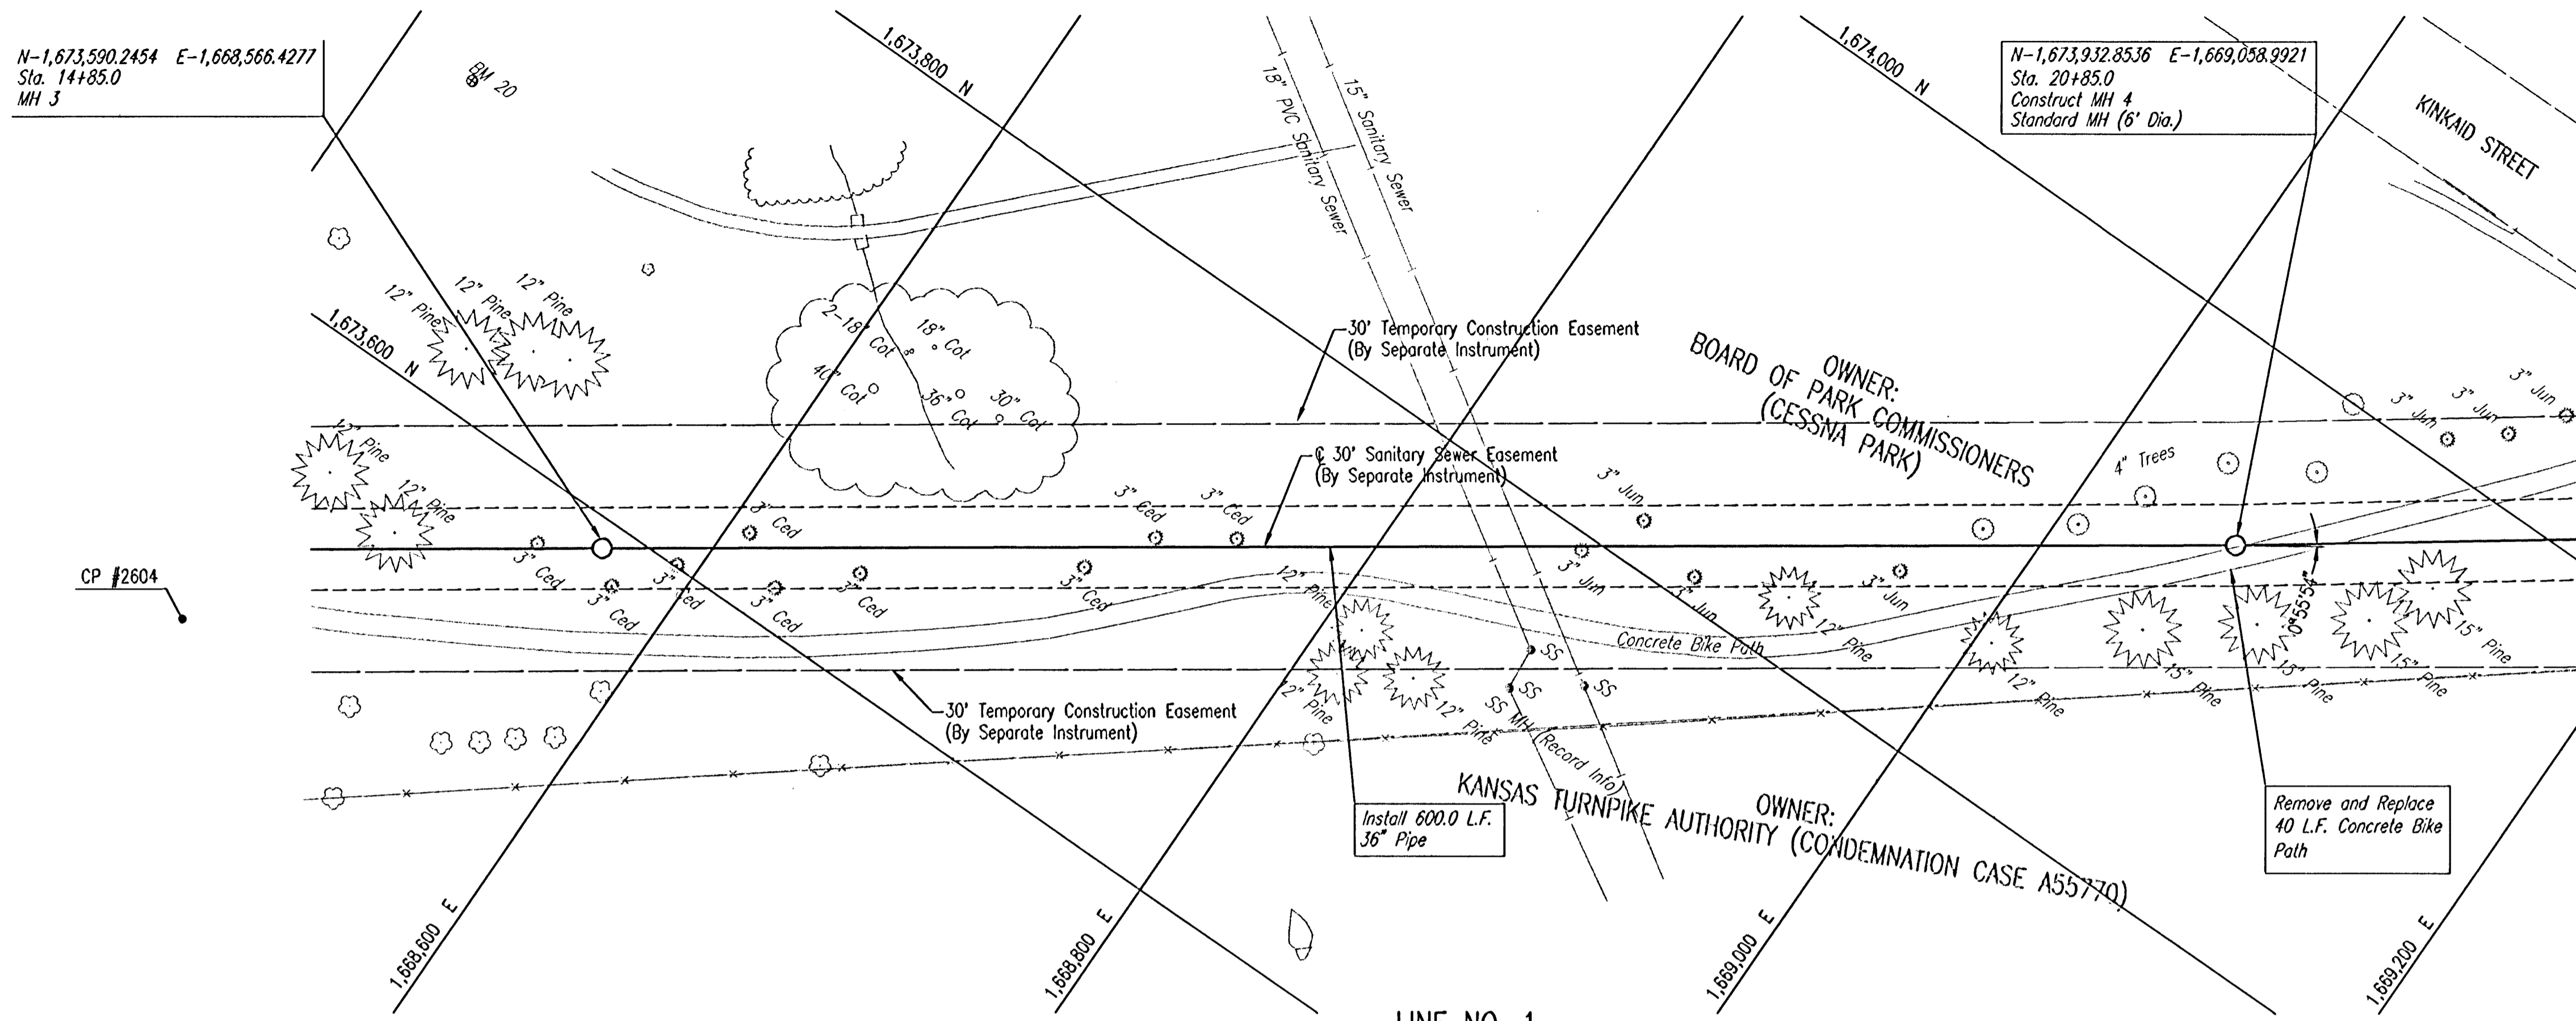 N-1,673,590.2454 E-1,668,566.4277
Sta. 14+85.0
MH 3
BM 20
1,673,800 N
18" PVC Sanitary Sewer
15" Sanitary Sewer
1,674,000 N
N-1,673,932.8536 E-1,669,058.9921
Sta. 20+85.0
Construct MH 4
Standard MH (6' Dia.)
KINKAID STREET
12" Pine
12" Pine
12" Pine
1,673,600 N
2-18"
Cot
18"
Cot
40"
Cot
36"
Cot
30"
Cot
30' Temporary Construction Easement
(By Separate Instrument)
OWNER:
BOARD OF PARK COMMISSIONERS
(CESSNA PARK)
3" Jun
3" Jun
3" Jun
12" Pine
12" Pine
℄ 30' Sanitary Sewer Easement
(By Separate Instrument)
4" Trees
3" Ced
3" Ced
3" Ced
3" Jun
3" Ced
3" Ced
3" Ced
3" Ced
3" Ced
3" Ced
3" Jun
3" Jun
3" Jun
CP #2604
12" Pine
12" Pine
12" Pine
12" Pine
12" Pine
15" Pine
15" Pine
15" Pine
15" Pine
0°55'54"
Concrete Bike Path
SS
SS
SS
SS MH (Record Info)
30' Temporary Construction Easement
(By Separate Instrument)
OWNER:
KANSAS TURNPIKE AUTHORITY (CONDEMNATION CASE A55770)
Install 600.0 L.F.
36" Pipe
Remove and Replace
40 L.F. Concrete Bike
Path
1,668,600 E
1,668,800 E
1,669,000 E
1,669,200 E
LINE NO. 1